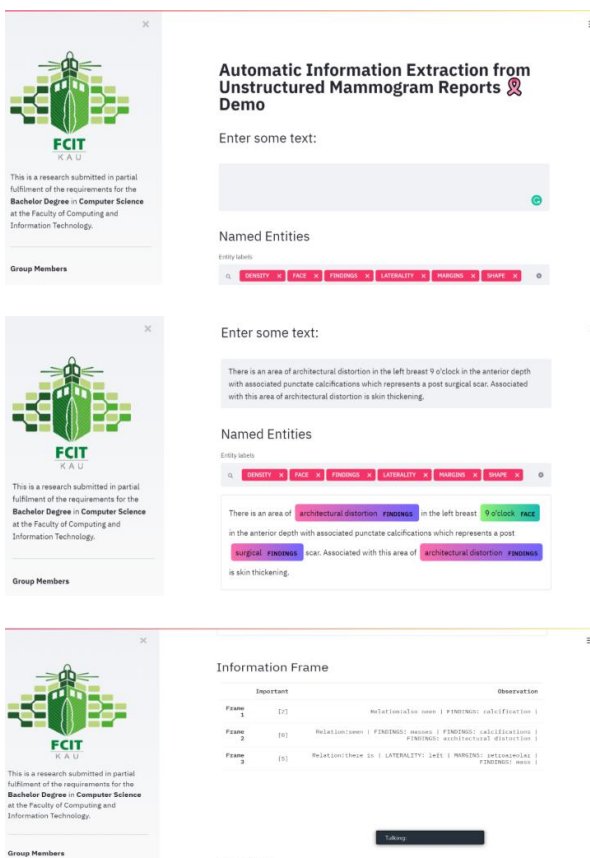 Automatic Information Extraction from
Unstructured Mammogram Reports
Demo
Enter some text:
FCIT
KAU
This is a research submitted in partial
fulfilment of the requirements for the
Bachelor Degree in Computer Science
at the Faculty of Computing and
Information Technology.
Group Members
Named Entities
Entity labels
DENSITY × FACE × FINDINGS × LATERALITY × MARGINS × SHAPE ×
FCIT
KAU
This is a research submitted in partial
fulfilment of the requirements for the
Bachelor Degree in Computer Science
at the Faculty of Computing and
Information Technology.
Group Members
Enter some text:
There is an area of architectural distortion in the left breast 9 o'clock in the anterior depth
with associated punctate calcifications which represents a post surgical scar. Associated
with this area of architectural distortion is skin thickening.
Named Entities
Entity labels
DENSITY × FACE × FINDINGS × LATERALITY × MARGINS × SHAPE ×
There is an area of architectural distortion FINDINGS in the left breast 9 o'clock FACE
in the anterior depth with associated punctate calcifications which represents a post
surgical FINDINGS scar. Associated with this area of architectural distortion FINDINGS
is skin thickening.
FCIT
KAU
This is a research submitted in partial
fulfilment of the requirements for the
Bachelor Degree in Computer Science
at the Faculty of Computing and
Information Technology.
Group Members
Information Frame
Important Observation
Frame 1 [2] Relation:also seen | FINDINGS: calcification |
Frame 2 [0] Relation:seen | FINDINGS: masses | FINDINGS: calcifications |
FINDINGS: architectural distortion |
Frame 3 [5] Relation:there is | LATERALITY: left | MARGINS: retroareolar |
FINDINGS: mass |
Talking: